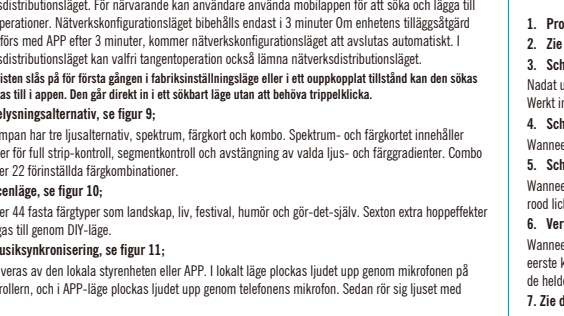 sdistributionsläget. För närvarande kan användare använda mobilappen för att söka och lägga till
operationer. Nätverkskonfigurationsläget bibehålls endast i 3 minuter Om enhetens tilläggsåtgärd
förs med APP efter 3 minuter, kommer nätverkskonfigurationsläget att avslutas automatiskt. I
sdistributionsläget kan valfri tangentoperation också lämna nätverksdistributionsläget.
listen slås på för första gången i fabriksinställningsläge eller i ett ouppkopplat tillstånd kan den sökas
as till i appen. Den går direkt in i ett sökbart läge utan att behöva trippelklicka.
elysningsalternativ, se figur 9;
mpan har tre ljusalternativ, spektrum, färgkort och kombo. Spektrum- och färgkortet innehåller
er för full strip-kontroll, segmentkontroll och avstängning av valda ljus- och färggradienter. Combo
er 22 förinställda färgkombinationer.
cenläge, se figur 10;
er 44 fasta färgtyper som landskap, liv, festival, humör och gör-det-själv. Sexton extra hoppeffekter
gas till genom DIY-läge.
usiksynkronisering, se figur 11;
veras av den lokala styrenheten eller APP. I lokalt läge plockas ljudet upp genom mikrofonen på
rollern, och i APP-läge plockas ljudet upp genom telefonens mikrofon. Sedan rör sig ljuset med
1. Pro
2. Zie
3. Sch
Nadat u
Werkt in
4. Sch
Wannee
5. Sch
Wannee
rood lich
6. Ver
Wannee
eerste k
de helde
7. Zie d